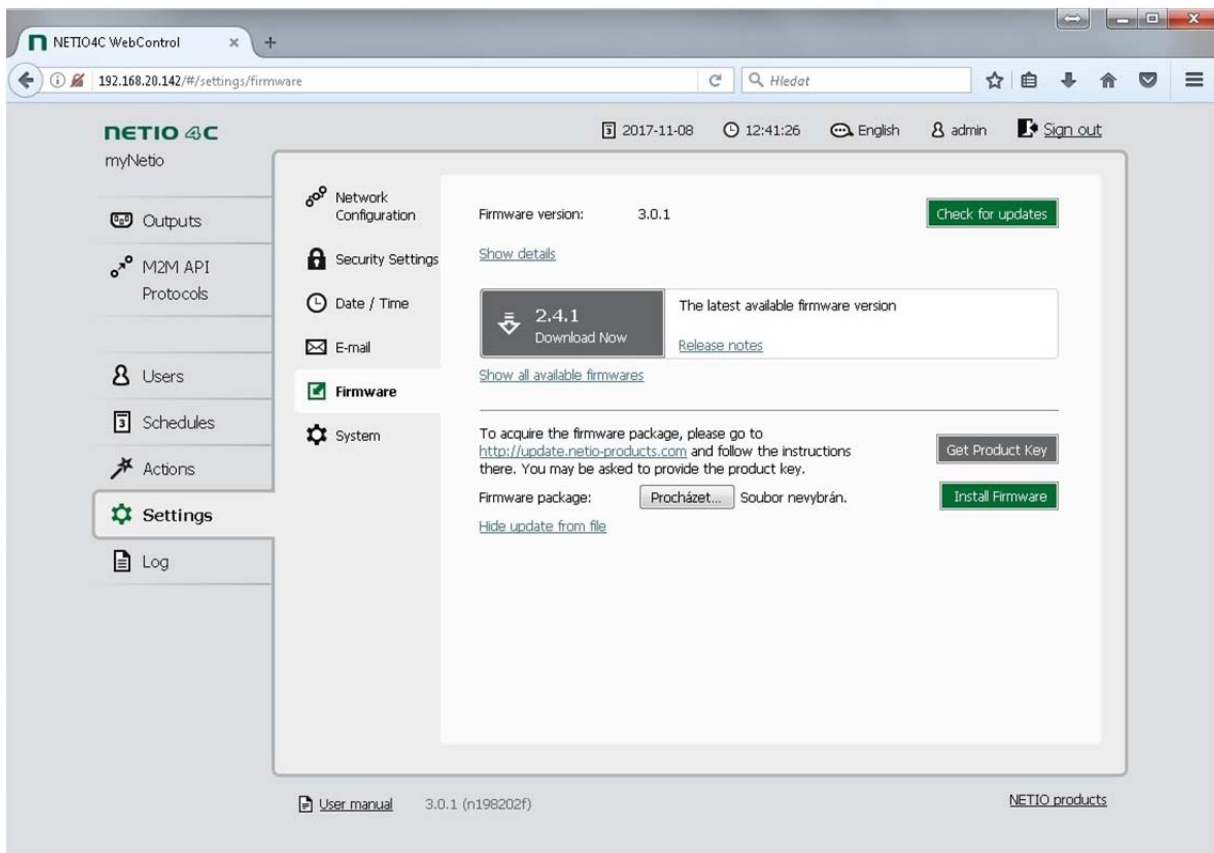 NETIO4C WebControl
192.168.20.142/#/settings/firmware
Hledat
NETIO 4C
myNetio
2017-11-08
12:41:26
English
admin
Sign out
Outputs
M2M API
Protocols
Users
Schedules
Actions
Settings
Log
Network
Configuration
Security Settings
Date / Time
E-mail
Firmware
System
Firmware version: 3.0.1
Check for updates
Show details
2.4.1
Download Now
The latest available firmware version
Release notes
Show all available firmwares
To acquire the firmware package, please go to
http://update.netio-products.com and follow the instructions
there. You may be asked to provide the product key.
Get Product Key
Firmware package: Procházet... Soubor nevybrán.
Install Firmware
Hide update from file
User manual
3.0.1 (n198202f)
NETIO products